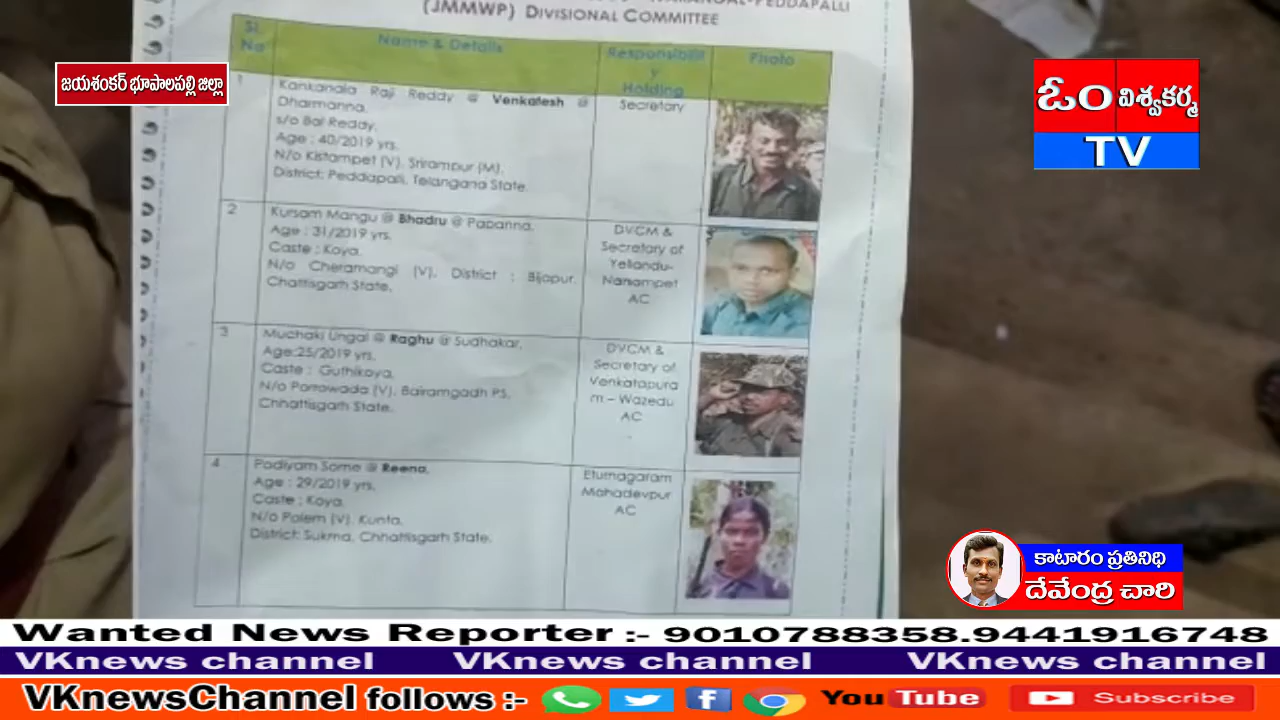 WARANGAL-PEDDAPALLI
(JMMWP) DIVISIONAL COMMITTEE
Sl. No
Name & Details
Responsibilit
y
Holding
Photo
1
Kankanala Raji Reddy @ Venkatesh @
Dharmanna,
s/o Bal Reddy,
Age : 40/2019 yrs.
N/o Kistampet (V), Srirampur (M),
District: Peddapalli, Telangana State.
Secretary
2
Kursam Mangu @ Bhadru @ Papanna,
Age : 31/2019 yrs.
Caste : Koya.
N/o Cheramangi (V), District : Bijapur,
Chattisgarh State.
DVCM &
Secretary of
Yellandu-
Narsampet
AC
3
Muchaki Ungal @ Raghu @ Sudhakar,
Age:25/2019 yrs.
Caste : Guthikoya,
N/o Porrowada (V), Bairamgadh PS,
Chhattisgarh State.
DVCM &
Secretary of
Venkatapura
m – Wazedu
AC
4
Podiyam Some @ Reena,
Age : 29/2019 yrs.
Caste : Koya.
N/o Palem (V), Kunta,
District: Sukma, Chhattisgarh State.
Eturnagaram
Mahadevpur
AC
జయశంకర్ భూపాలపల్లి జిల్లా
ఓం విశ్వకర్మ
TV
కాటారం ప్రతినిధి
దేవేంద్ర చారి
Wanted News Reporter :- 9010788358.9441916748
VKnews channel VKnews channel VKnews channel
VKnewsChannel follows :- You Tube Subscribe